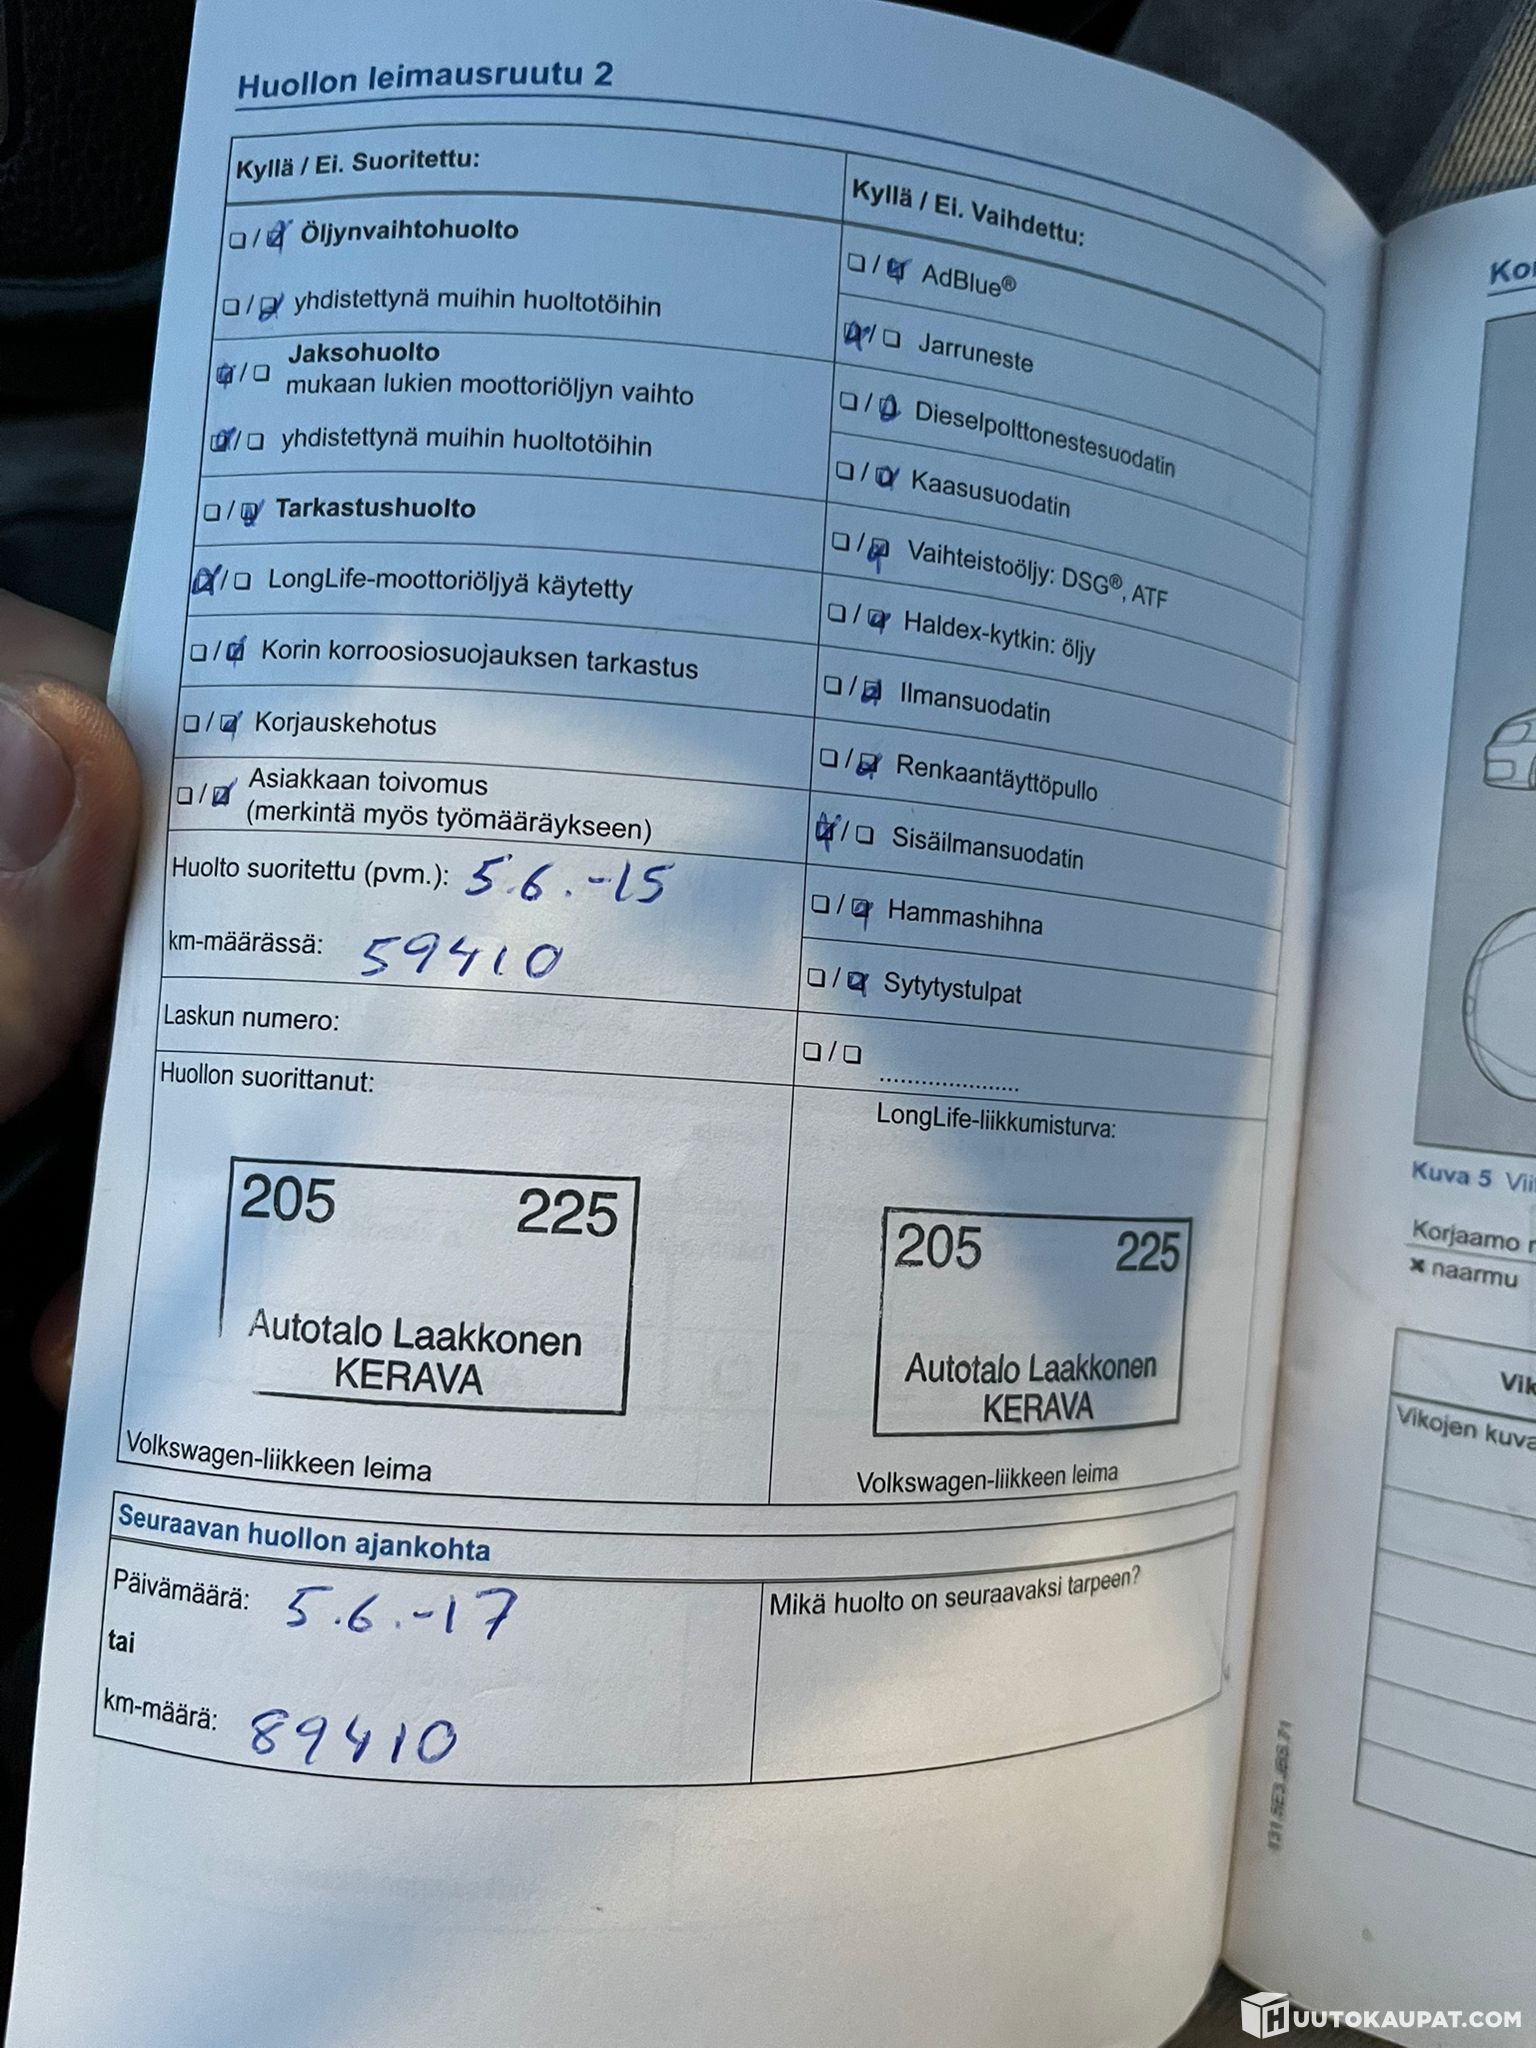 Huollon leimausruutu 2
Kyllä / Ei. Suoritettu:
☐ / ☑ Öljynvaihtohuolto
☐ / ☑ yhdistettynä muihin huoltotöihin
☑ / ☐ Jaksohuolto
mukaan lukien moottoriöljyn vaihto
☑ / ☐ yhdistettynä muihin huoltotöihin
☐ / ☑ Tarkastushuolto
☑ / ☐ LongLife-moottoriöljyä käytetty
☐ / ☑ Korin korroosiosuojauksen tarkastus
☐ / ☑ Korjauskehotus
☐ / ☑ Asiakkaan toivomus
(merkintä myös työmääräykseen)
Huolto suoritettu (pvm.): 5.6.-15
km-määrässä: 59410
Laskun numero:
Huollon suorittanut:
205 225
Autotalo Laakkonen
KERAVA
Volkswagen-liikkeen leima
Kyllä / Ei. Vaihdettu:
☐ / ☑ AdBlue®
☑ / ☐ Jarruneste
☐ / ☑ Dieselpolttonestesuodatin
☐ / ☑ Kaasusuodatin
☐ / ☑ Vaihteistoöljy: DSG®, ATF
☐ / ☑ Haldex-kytkin: öljy
☐ / ☑ Ilmansuodatin
☐ / ☑ Renkaantäyttöpullo
☑ / ☐ Sisäilmansuodatin
☐ / ☑ Hammashihna
☐ / ☑ Sytytystulpat
☐ / ☐ ....................
LongLife-liikkumisturva:
205 225
Autotalo Laakkonen
KERAVA
Volkswagen-liikkeen leima
Seuraavan huollon ajankohta
Päivämäärä: 5.6.-17
tai
km-määrä: 89410
Mikä huolto on seuraavaksi tarpeen?
Kuva 5
Korjaamo
✖ naarmu
Vikojen
HUUTOKAUPAT.COM